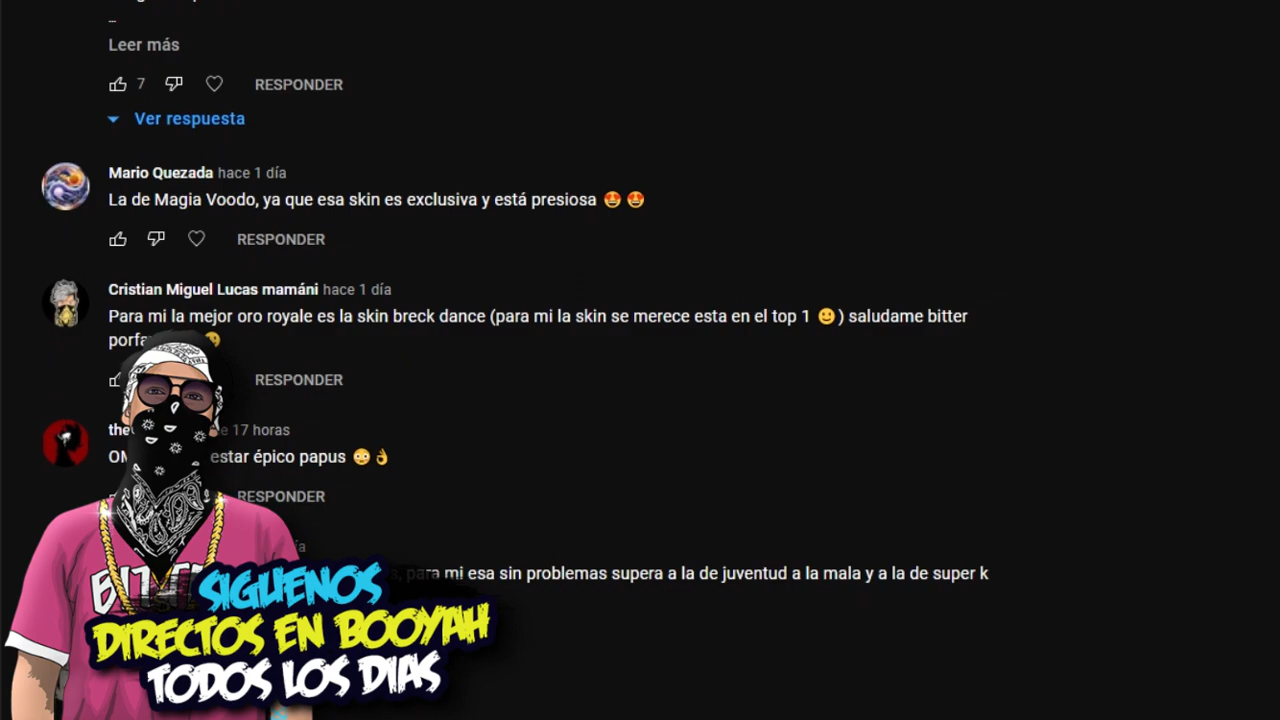 Leer más
7 RESPONDER
Ver respuesta
Mario Quezada hace 1 día
La de Magia Voodo, ya que esa skin es exclusiva y está presiosa 😍 😍
RESPONDER
Cristian Miguel Lucas mamáni hace 1 día
Para mi la mejor oro royale es la skin breck dance (para mi la skin se merece esta en el top 1 🙂) saludame bitter
RESPONDER
17 horas
estar épico papus 😳👌
RESPONDER
para mi esa sin problemas supera a la de juventud a la mala y a la de super k
SIGUENOS
DIRECTOS EN BOOYAH
TODOS LOS DIAS